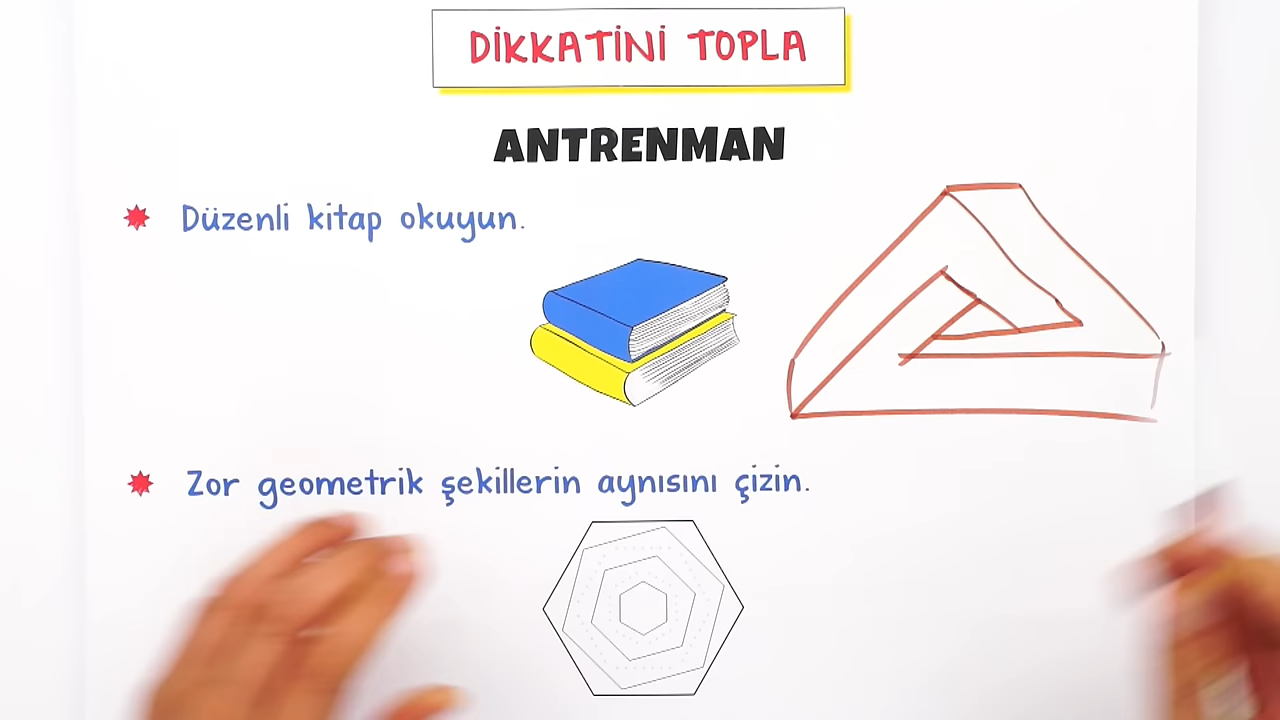 DİKKATİNİ TOPLA
ANTRENMAN
Düzenli kitap okuyun.
Zor geometrik şekillerin aynısını çizin.